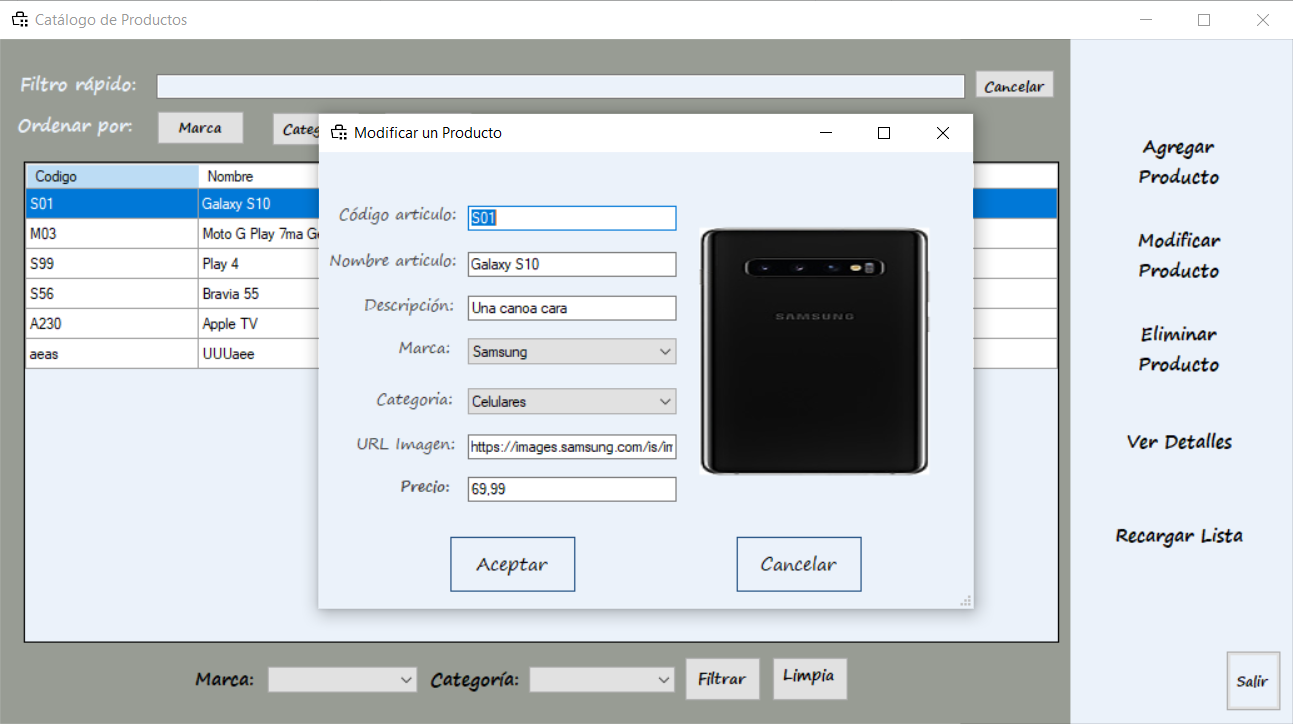 Catálogo de Productos
Filtro rápido:
Cancelar
Ordenar por:
Marca
Modificar un Producto
Codigo
Nombre
S01
Galaxy S10
M03
Moto G Play 7ma
S99
Play 4
S56
Bravia 55
A230
Apple TV
aeas
UUUaee
Código articulo:
S01
Nombre articulo:
Galaxy S10
Descripción:
Una canoa cara
Marca:
Samsung
Categoria:
Celulares
URL Imagen:
https://images.samsung.com/is/im
Precio:
69,99
SAMSUNG
Aceptar
Cancelar
Agregar
Producto
Modificar
Producto
Eliminar
Producto
Ver Detalles
Recargar Lista
Marca:
Categoría:
Filtrar
Limpia
Salir